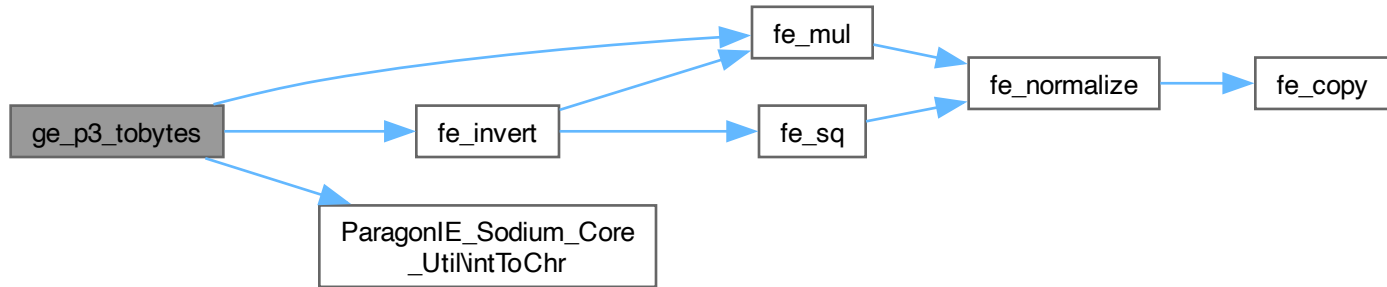 ge_p3_tobytes
fe_mul
fe_invert
fe_sq
fe_normalize
fe_copy
ParagonIE_Sodium_Core
_Util\intToChr